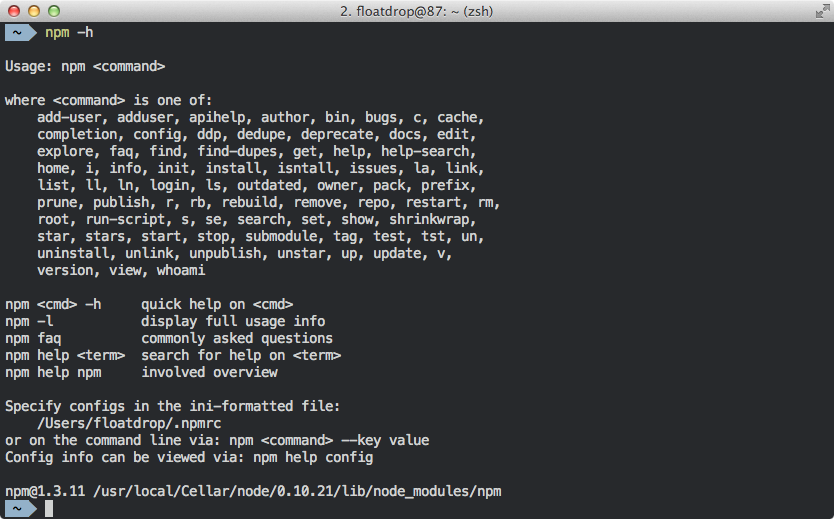 2. floatdrop@87: ~ (zsh)
~ npm -h
Usage: npm <command>
where <command> is one of:
    add-user, adduser, apihelp, author, bin, bugs, c, cache,
    completion, config, ddp, dedupe, deprecate, docs, edit,
    explore, faq, find, find-dupes, get, help, help-search,
    home, i, info, init, install, isntall, issues, la, link,
    list, ll, ln, login, ls, outdated, owner, pack, prefix,
    prune, publish, r, rb, rebuild, remove, repo, restart, rm,
    root, run-script, s, se, search, set, show, shrinkwrap,
    star, stars, start, stop, submodule, tag, test, tst, un,
    uninstall, unlink, unpublish, unstar, up, update, v,
    version, view, whoami
npm <cmd> -h     quick help on <cmd>
npm -l           display full usage info
npm faq          commonly asked questions
npm help <term>  search for help on <term>
npm help npm     involved overview
Specify configs in the ini-formatted file:
    /Users/floatdrop/.npmrc
or on the command line via: npm <command> --key value
Config info can be viewed via: npm help config
npm@1.3.11 /usr/local/Cellar/node/0.10.21/lib/node_modules/npm
~